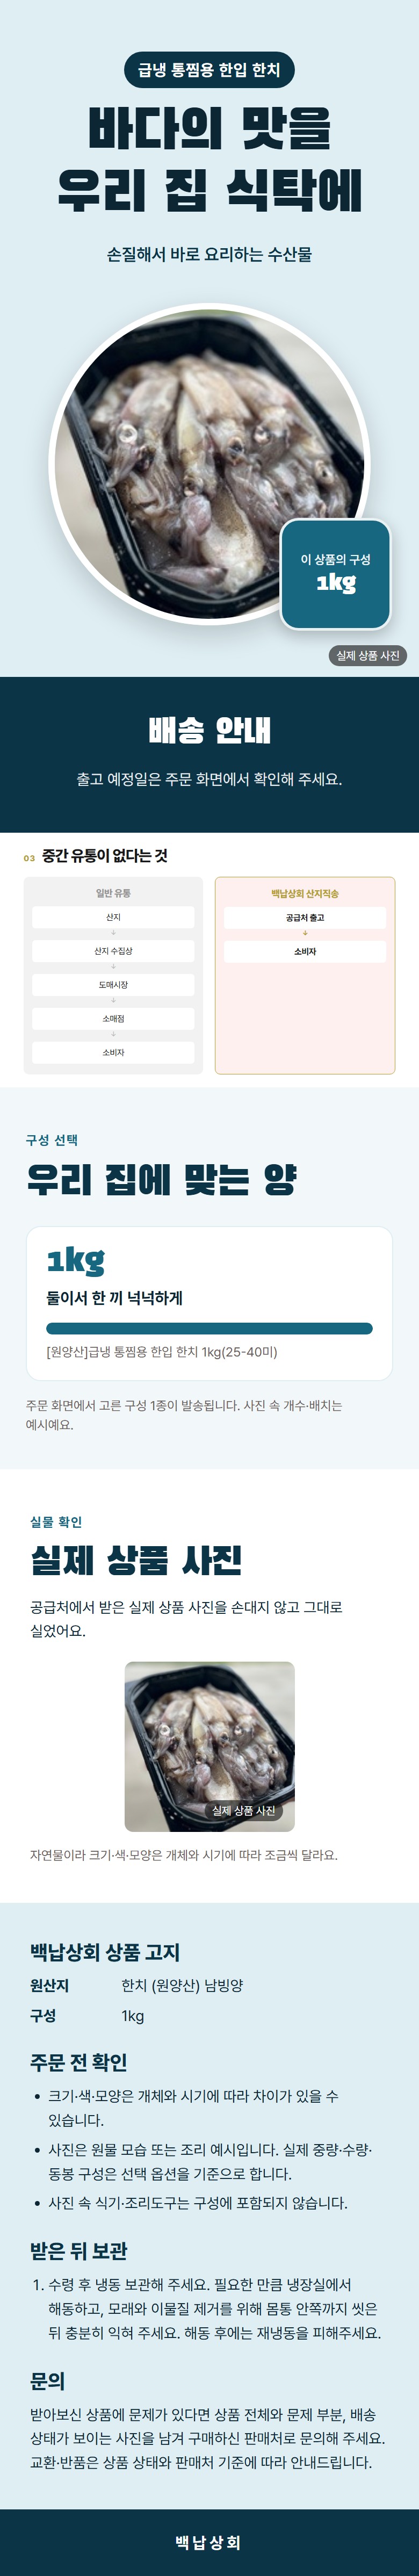 급냉 통찜용 한입 한치
바다의 맛을
우리 집 식탁에
손질해서 바로 요리하는 수산물
이 상품의 구성
1kg
실제 상품 사진
배송 안내
출고 예정일은 주문 화면에서 확인해 주세요.
03 중간 유통이 없다는 것
일반 유통
산지
↓
산지 수집상
↓
도매시장
↓
소매점
↓
소비자
백납상회 산지직송
공급처 출고
↓
소비자
구성 선택
우리 집에 맞는 양
1kg
둘이서 한 끼 넉넉하게
[원양산]급냉 통찜용 한입 한치 1kg(25-40미)
주문 화면에서 고른 구성 1종이 발송됩니다. 사진 속 개수·배치는
예시예요.
실물 확인
실제 상품 사진
공급처에서 받은 실제 상품 사진을 손대지 않고 그대로
실었어요.
실제 상품 사진
자연물이라 크기·색·모양은 개체와 시기에 따라 조금씩 달라요.
백납상회 상품 고지
원산지 한치 (원양산) 남빙양
구성 1kg
주문 전 확인
• 크기·색·모양은 개체와 시기에 따라 차이가 있을 수
있습니다.
• 사진은 원물 모습 또는 조리 예시입니다. 실제 중량·수량·
동봉 구성은 선택 옵션을 기준으로 합니다.
• 사진 속 식기·조리도구는 구성에 포함되지 않습니다.
받은 뒤 보관
1. 수령 후 냉동 보관해 주세요. 필요한 만큼 냉장실에서
해동하고, 모래와 이물질 제거를 위해 몸통 안쪽까지 씻은
뒤 충분히 익혀 주세요. 해동 후에는 재냉동을 피해주세요.
문의
받아보신 상품에 문제가 있다면 상품 전체와 문제 부분, 배송
상태가 보이는 사진을 남겨 구매하신 판매처로 문의해 주세요.
교환·반품은 상품 상태와 판매처 기준에 따라 안내드립니다.
백납상회